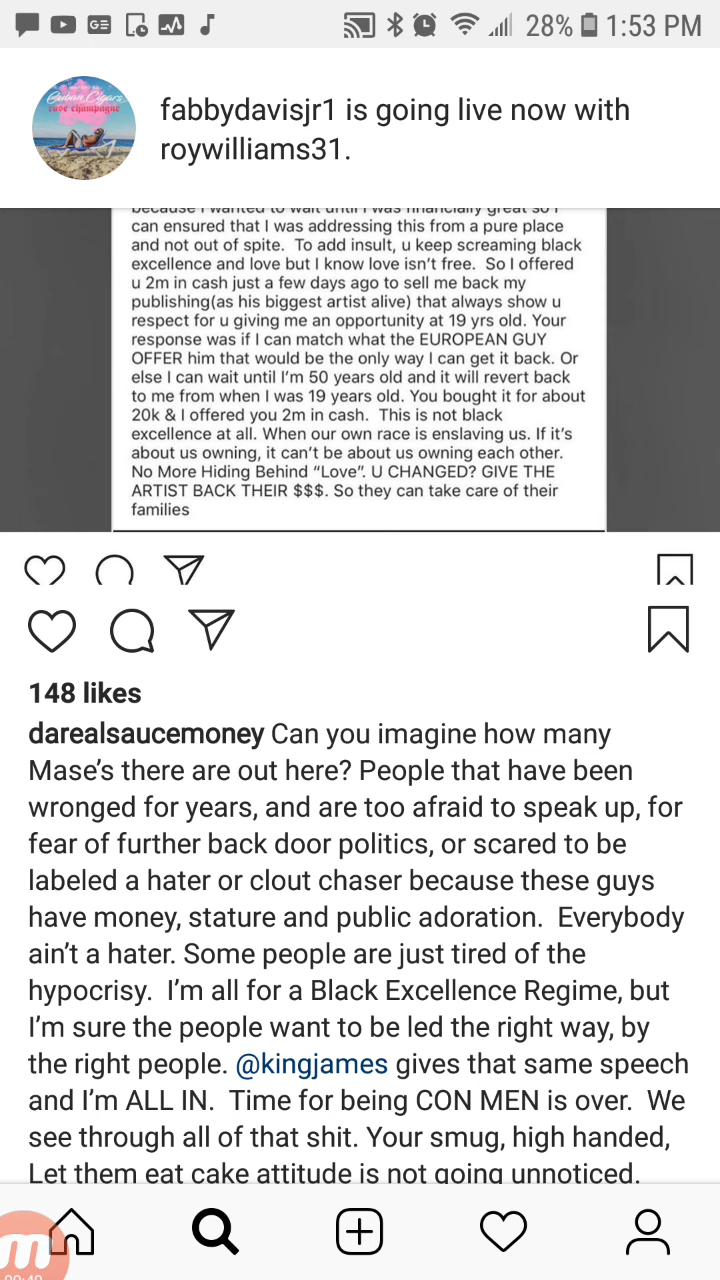 28% 1:53 PM
Cuban Cigars
rosé champagne
fabbydavisjr1 is going live now with
roywilliams31.
because I wanted to wait until I was financially great so I
can ensured that I was addressing this from a pure place
and not out of spite.  To add insult, u keep screaming black
excellence and love but I know love isn't free.  So I offered
u 2m in cash just a few days ago to sell me back my
publishing(as his biggest artist alive) that always show u
respect for u giving me an opportunity at 19 yrs old. Your
response was if I can match what the EUROPEAN GUY
OFFER him that would be the only way I can get it back. Or
else I can wait until I'm 50 years old and it will revert back
to me from when I was 19 years old. You bought it for about
20k & I offered you 2m in cash.  This is not black
excellence at all. When our own race is enslaving us. If it's
about us owning, it can't be about us owning each other.
No More Hiding Behind "Love". U CHANGED? GIVE THE
ARTIST BACK THEIR $$$. So they can take care of their
families
148 likes
darealsaucemoney Can you imagine how many
Mase's there are out here? People that have been
wronged for years, and are too afraid to speak up, for
fear of further back door politics, or scared to be
labeled a hater or clout chaser because these guys
have money, stature and public adoration.  Everybody
ain't a hater. Some people are just tired of the
hypocrisy.  I'm all for a Black Excellence Regime, but
I'm sure the people want to be led the right way, by
the right people. @kingjames gives that same speech
and I'm ALL IN.  Time for being CON MEN is over.  We
see through all of that shit. Your smug, high handed,
Let them eat cake attitude is not going unnoticed.
m